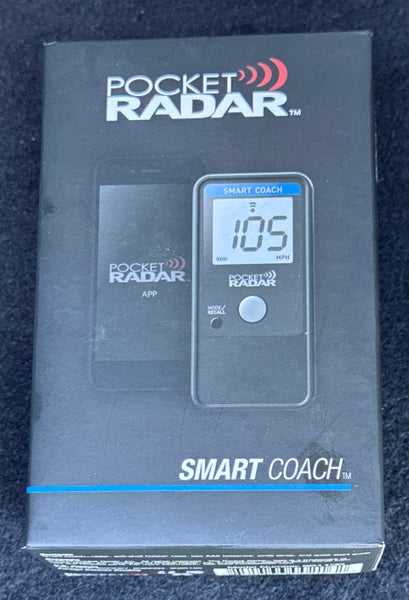 POCKET
RADAR™
SMART COACH
105
MPH
POCKET
RADAR
APP
POCKET
RADAR
MODE/
RECALL
SMART COACH™